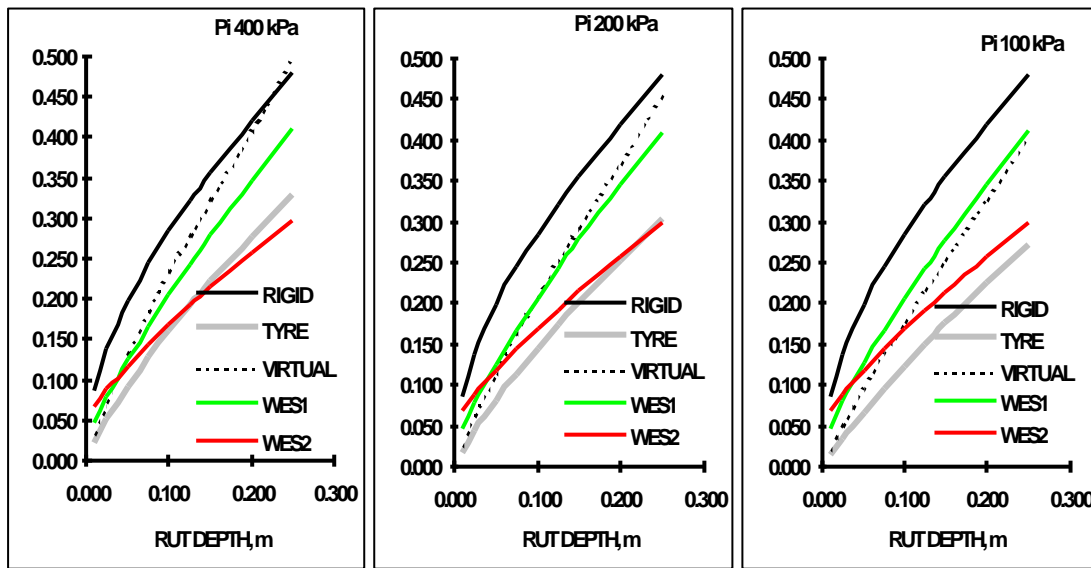 Pi 400 kPa
0.500
0.450
0.400
0.350
0.300
0.250
0.200
0.150
0.100
0.050
0.000
RIGID
TYRE
VIRTUAL
WES1
WES2
0.000 0.100 0.200 0.300
RUT DEPTH, m
Pi 200 kPa
0.500
0.450
0.400
0.350
0.300
0.250
0.200
0.150
0.100
0.050
0.000
RIGID
TYRE
VIRTUAL
WES1
WES2
0.000 0.100 0.200 0.300
RUT DEPTH, m
Pi 100 kPa
0.500
0.450
0.400
0.350
0.300
0.250
0.200
0.150
0.100
0.050
0.000
RIGID
TYRE
VIRTUAL
WES1
WES2
0.000 0.100 0.200 0.300
RUT DEPTH, m